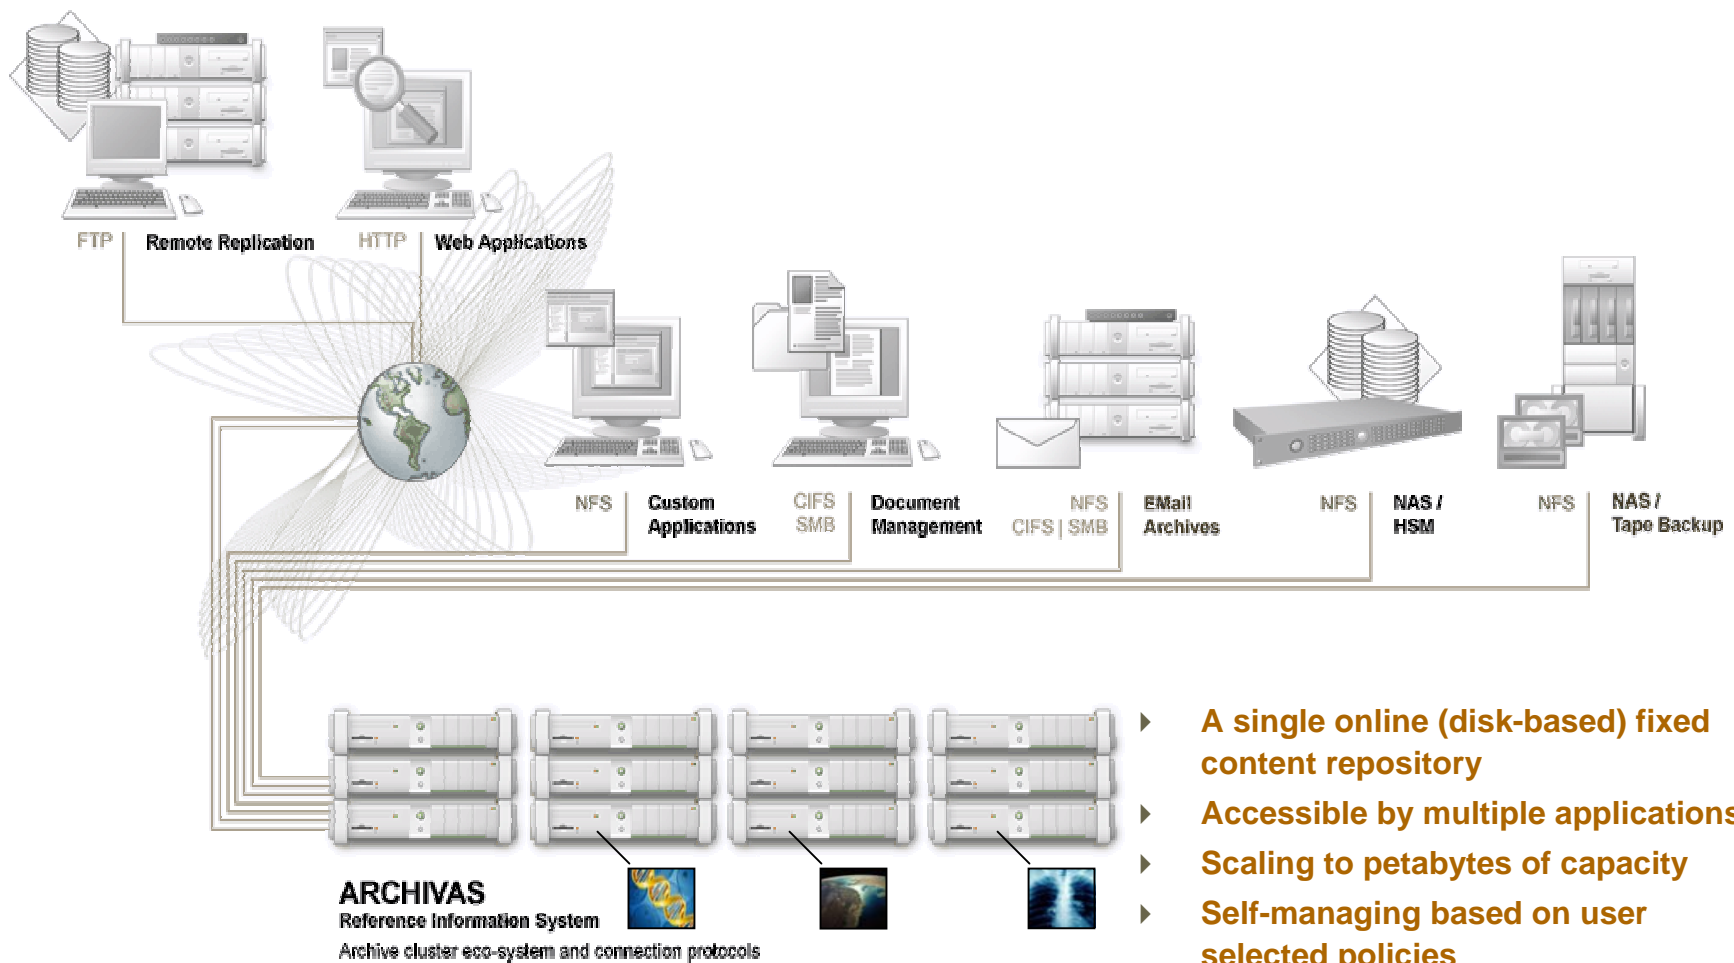 FTP
Remote Replication
HTTP
Web Applications
NFS
Custom
Applications
CIFS
SMB
Document
Management
NFS
CIFS | SMB
EMail
Archives
NFS
NAS /
HSM
NFS
NAS /
Tape Backup
ARCHIVAS
Reference Information System
Archive cluster eco-system and connection protocols
A single online (disk-based) fixed
content repository
Accessible by multiple applications
Scaling to petabytes of capacity
Self-managing based on user
selected policies